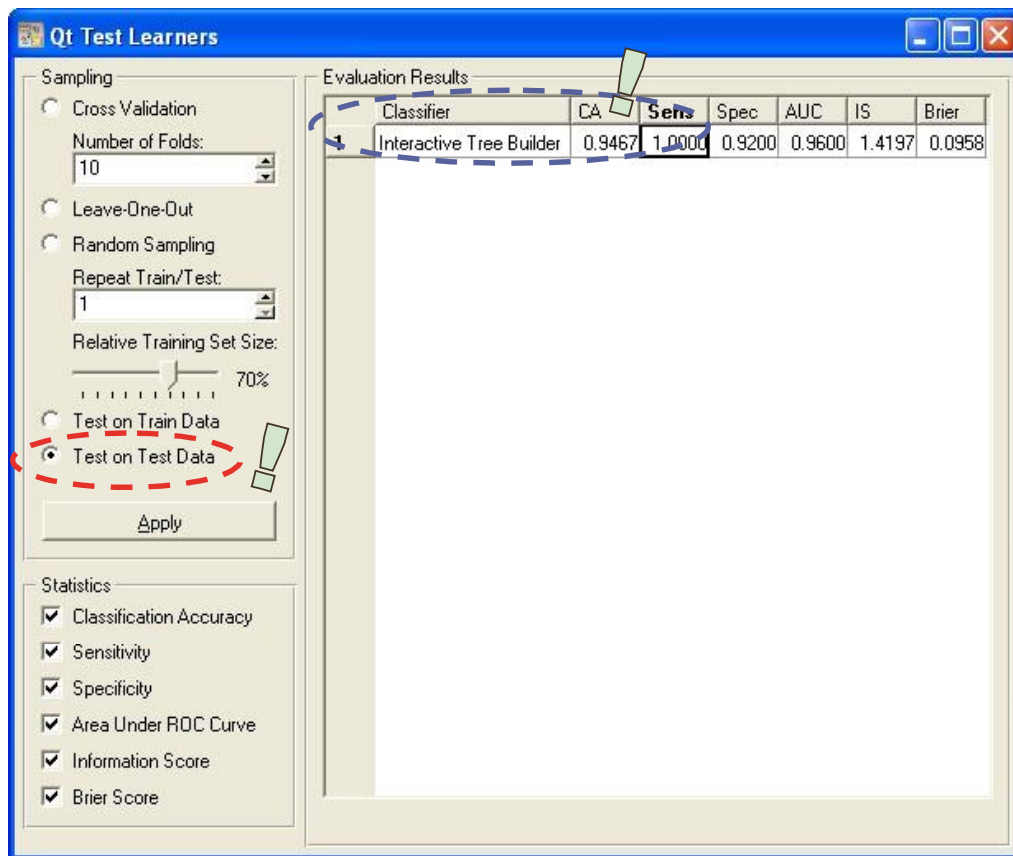 Qt Test Learners
Sampling
Cross Validation
Number of Folds:
10
Leave-One-Out
Random Sampling
Repeat Train/Test:
1
Relative Training Set Size:
70%
Test on Train Data
Test on Test Data
Apply
Statistics
Classification Accuracy
Sensitivity
Specificity
Area Under ROC Curve
Information Score
Brier Score
Evaluation Results
Classifier CA Sens Spec AUC IS Brier
1 Interactive Tree Builder 0.9467 1.0000 0.9200 0.9600 1.4197 0.0958